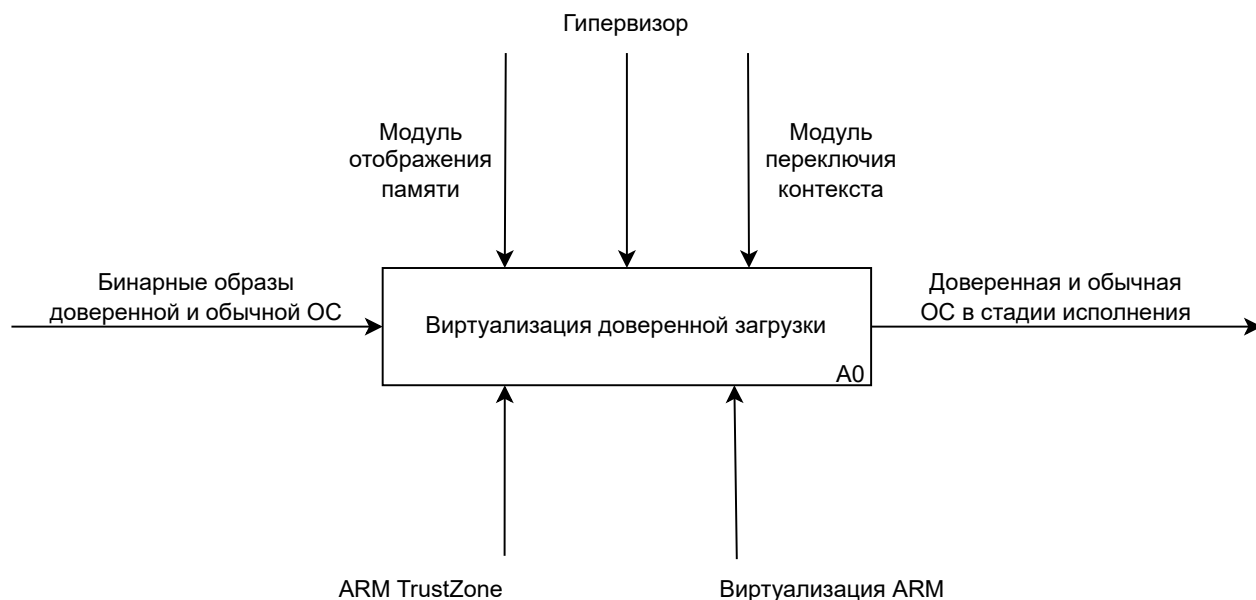 Гипервизор
Модуль
отображения
памяти
Модуль
переключия
контекста
Бинарные образы
доверенной и обычной ОС
Виртуализация доверенной загрузки
A0
Доверенная и обычная
ОС в стадии исполнения
ARM TrustZone
Виртуализация ARM